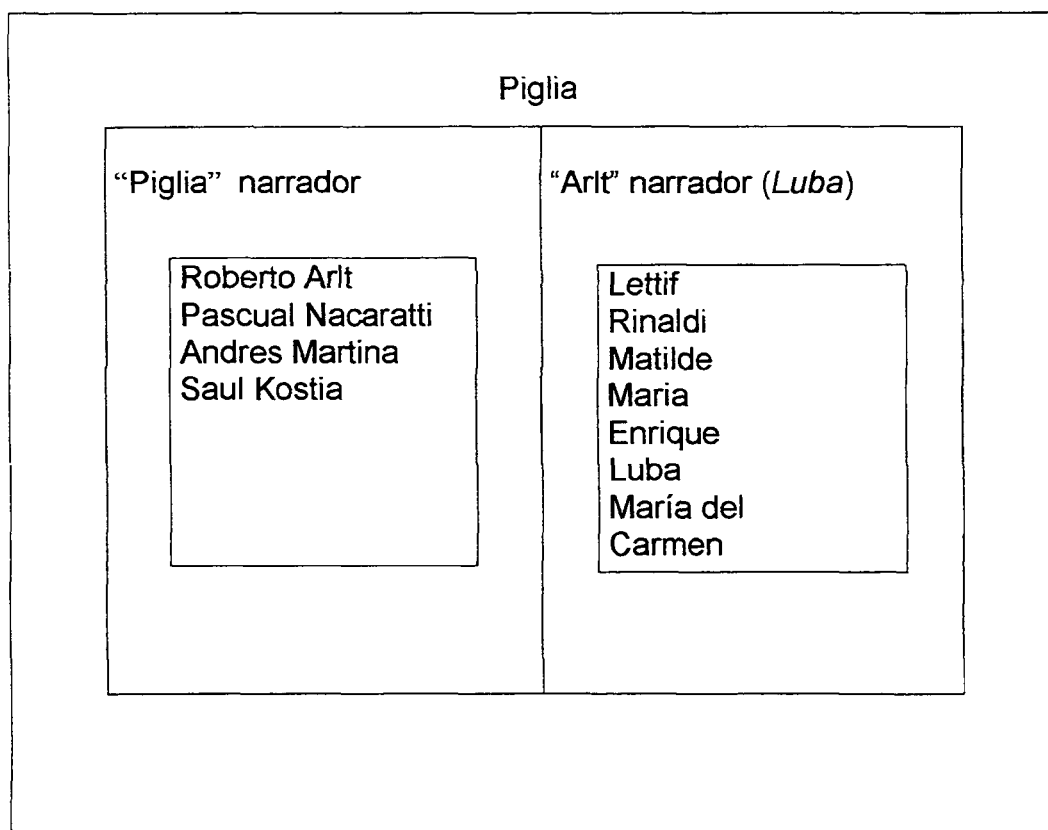 Piglia
“Piglia” narrador
Roberto Arlt
Pascual Nacaratti
Andres Martina
Saul Kostia
“Arlt” narrador (Luba)
Lettif
Rinaldi
Matilde
Maria
Enrique
Luba
María del
Carmen